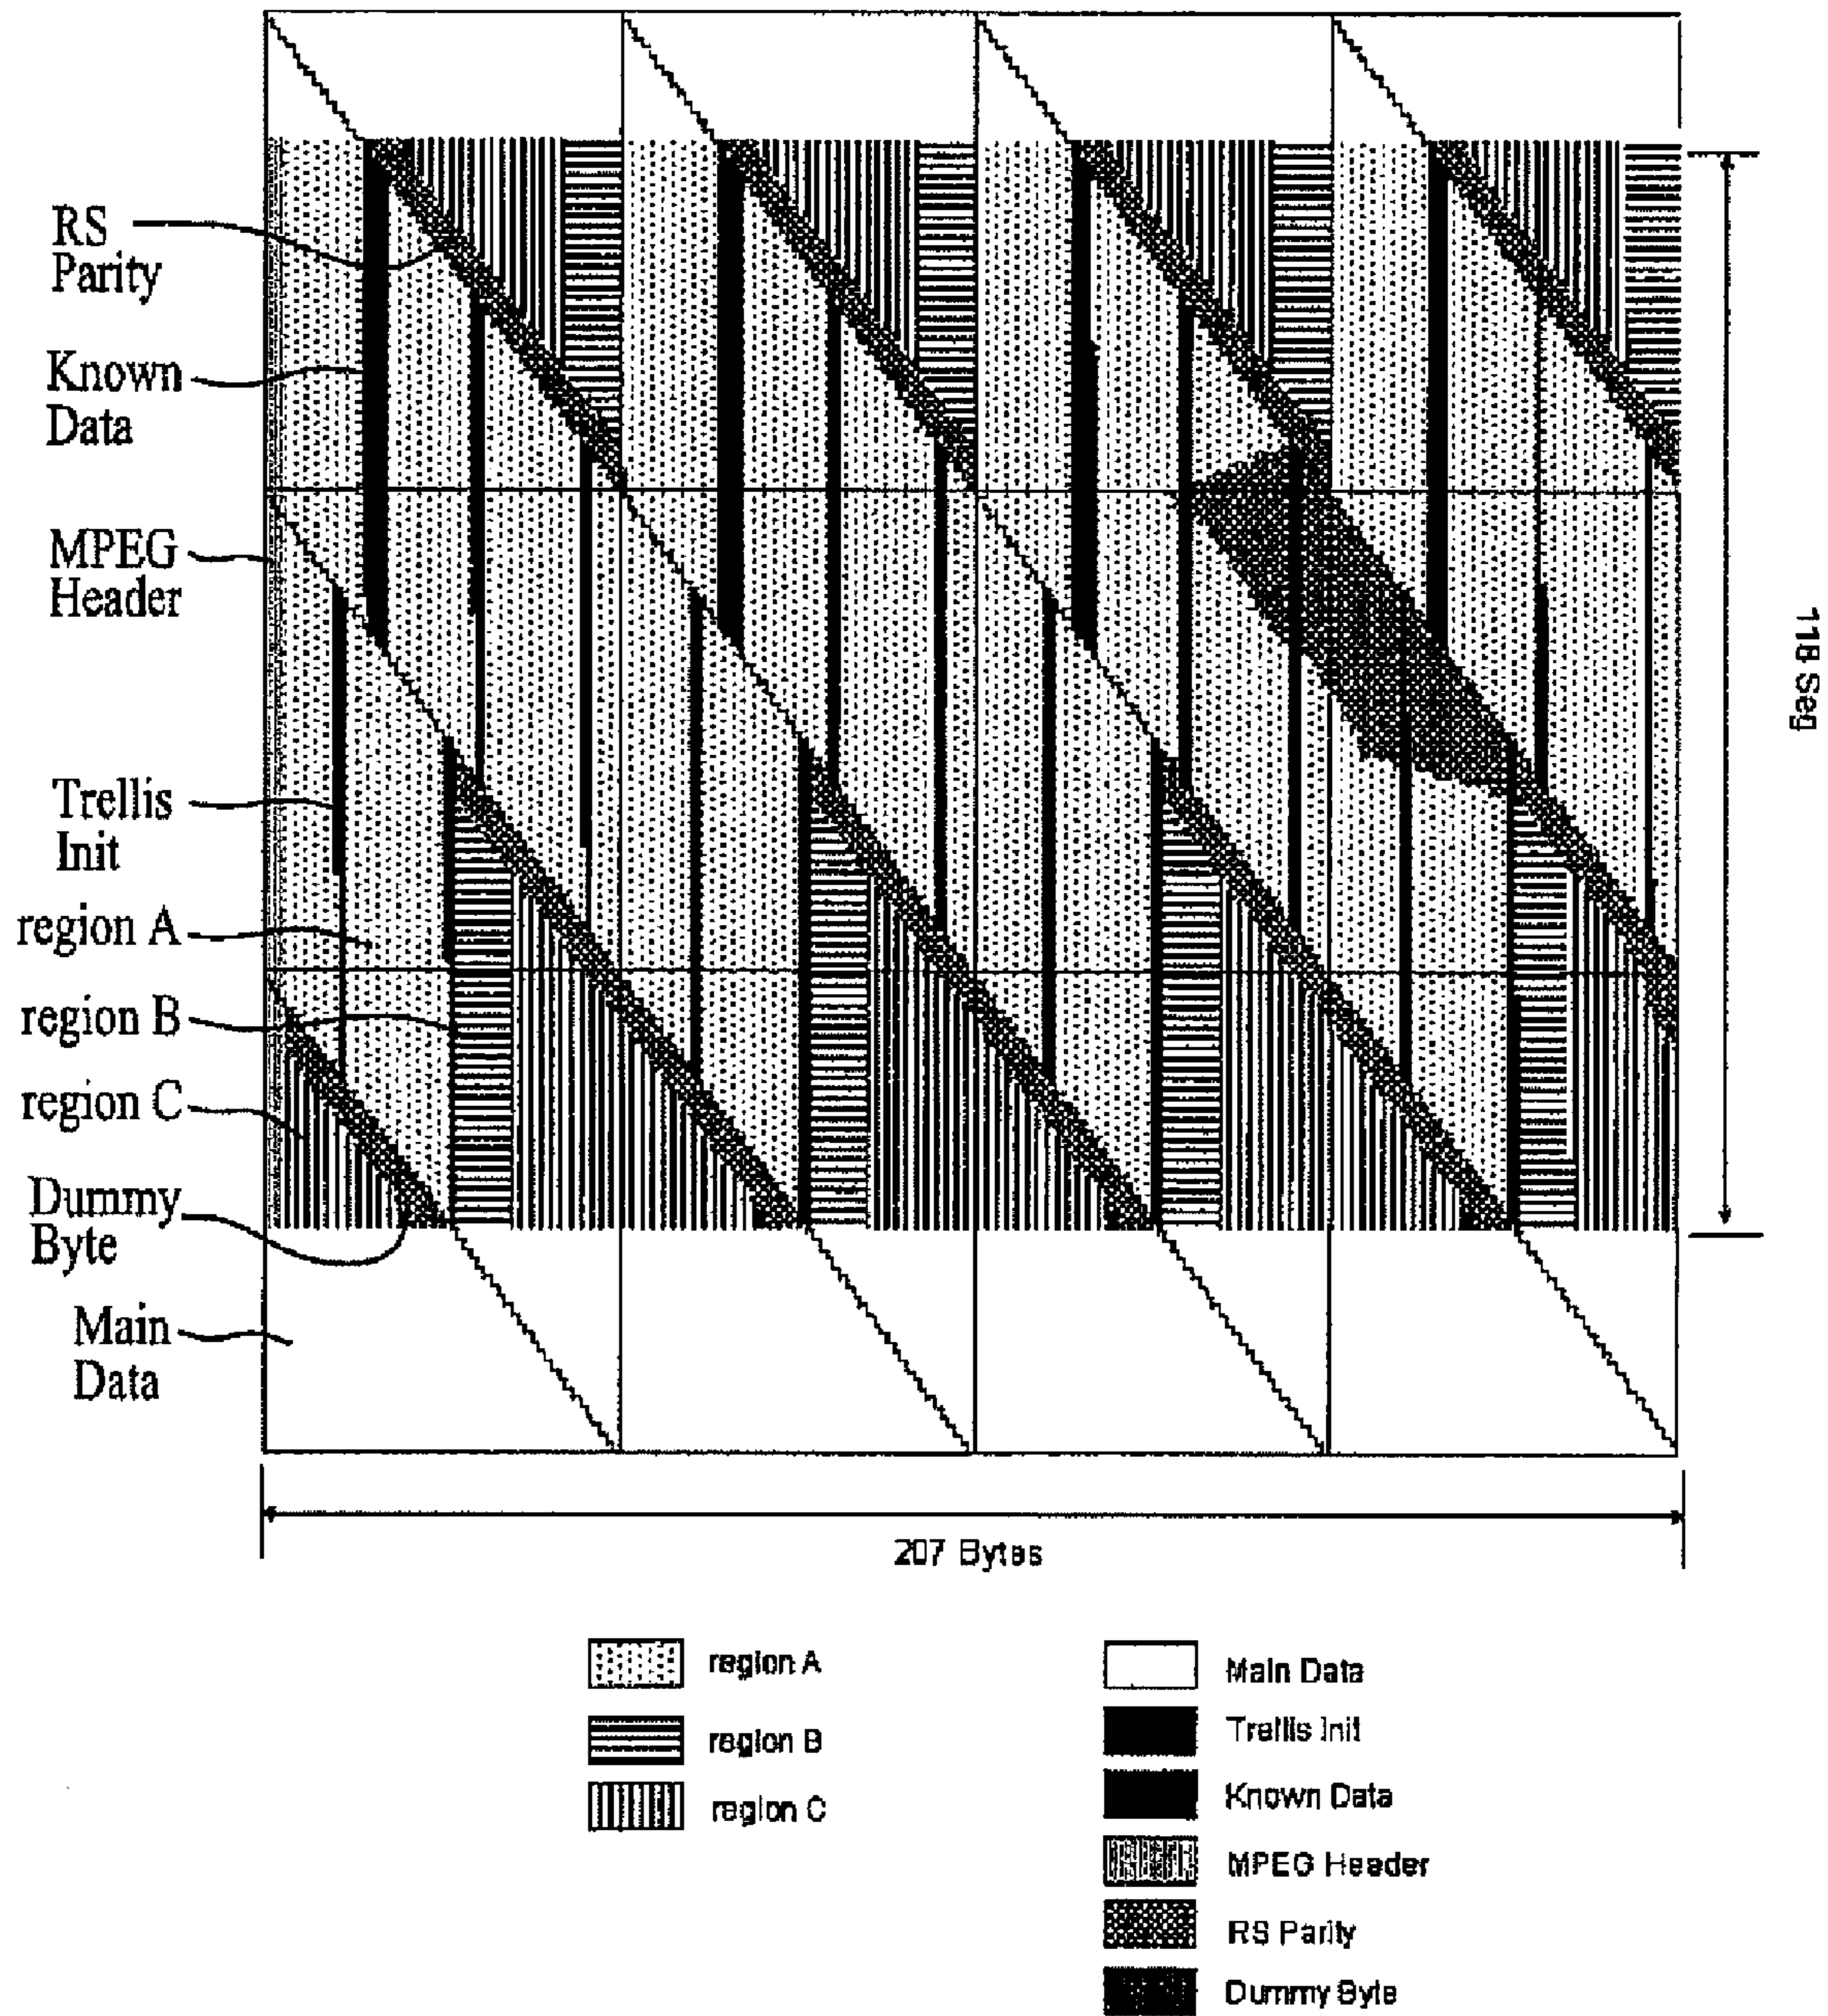 RS
Parity
Known
Data
MPEG
Header
Trellis
Init
region A
region B
region C
Dummy
Byte
Main
Data
118 Seg
207 Bytes
region A
region B
region C
Main Data
Trellis Init
Known Data
MPEG Header
RS Parity
Dummy Byte